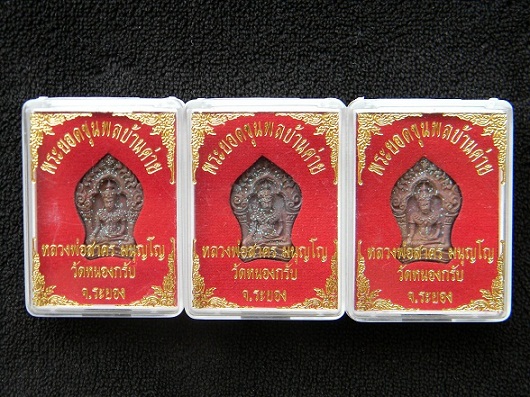 พระยอดขุนพลบ้านค่าย
หลวงพ่อสาคร มนุญโญ
วัดหนองกรับ
จ.ระยอง
พระยอดขุนพลบ้านค่าย
หลวงพ่อสาคร มนุญโญ
วัดหนองกรับ
จ.ระยอง
พระยอดขุนพลบ้านค่าย
หลวงพ่อสาคร มนุญโญ
วัดหนองกรับ
จ.ระยอง